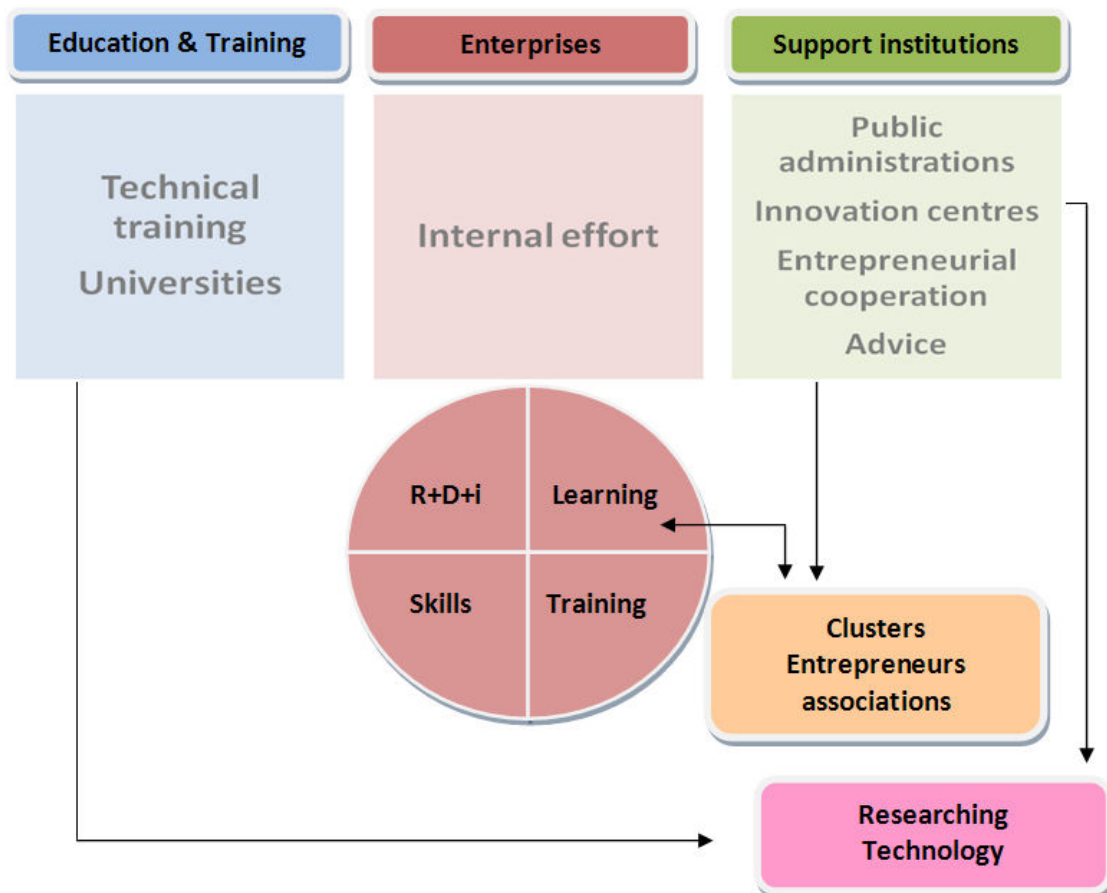 Education & Training
Enterprises
Support institutions
Technical
training
Universities
Internal effort
Public
administrations
Innovation centres
Entrepreneurial
cooperation
Advice
R+D+i
Learning
Skills
Training
Clusters
Entrepreneurs
associations
Researching
Technology